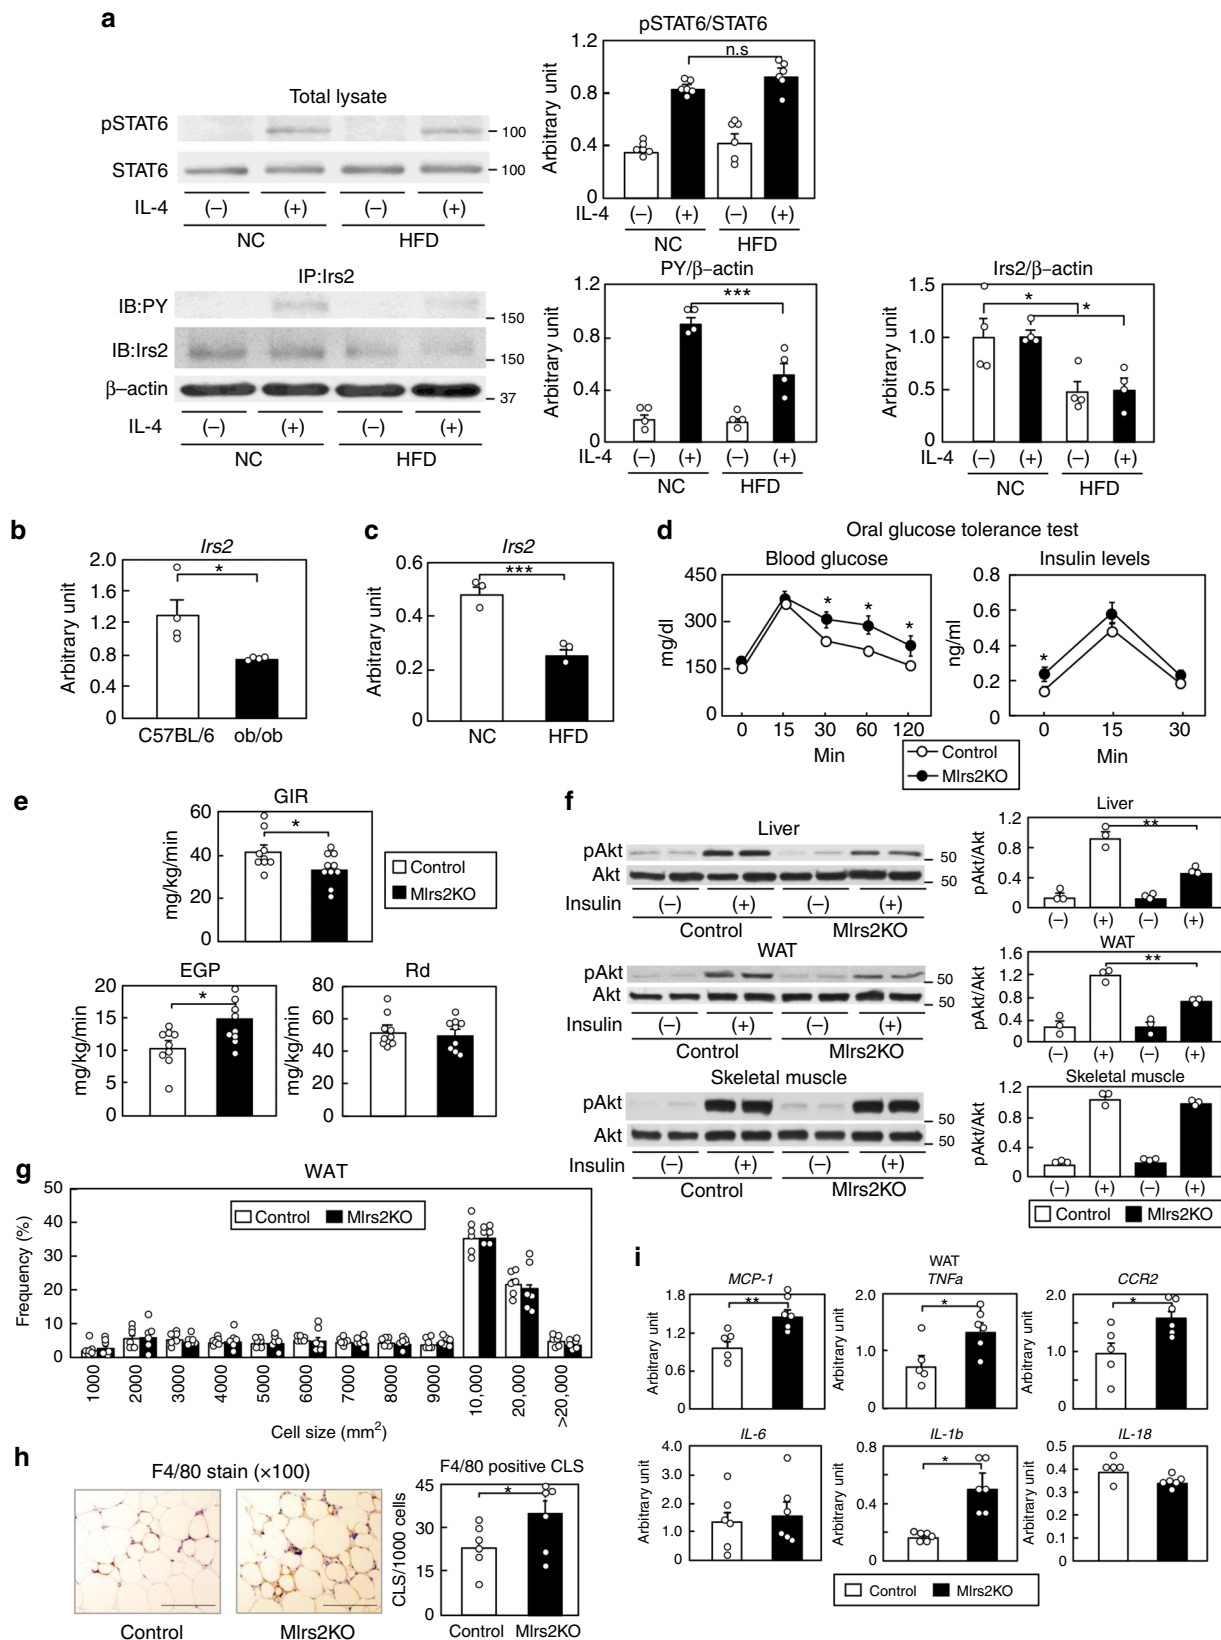 a
Total lysate
pSTAT6
100
STAT6
100
IL-4 (–) (+) (–) (+)
NC HFD
pSTAT6/STAT6
Arbitrary unit
1.2
0.8
0.4
0
n.s
IL-4 (–) (+) (–) (+)
NC HFD
IP:Irs2
IB:PY
150
IB:Irs2
150
β–actin
37
IL-4 (–) (+) (–) (+)
NC HFD
PY/β–actin
Arbitrary unit
1.2
0.8
0.4
0
***
IL-4 (–) (+) (–) (+)
NC HFD
Irs2/β–actin
Arbitrary unit
1.5
1.0
0.5
0
* *
IL-4 (–) (+) (–) (+)
NC HFD
b
Irs2
Arbitrary unit
2.0
1.6
1.2
0.8
0.4
0
*
C57BL/6 ob/ob
c
Irs2
Arbitrary unit
0.6
0.4
0.2
0
***
NC HFD
d
Oral glucose tolerance test
Blood glucose
mg/dl
450
300
150
0
* * *
0 15 30 60 120
Min
Insulin levels
ng/ml
0.8
0.6
0.4
0.2
0
*
0 15 30
Min
Control
MIrs2KO
e
GIR
mg/kg/min
60
40
20
0
*
Control
MIrs2KO
EGP
mg/kg/min
20
15
10
5
0
*
Rd
mg/kg/min
80
60
40
20
0
f
Liver
pAkt
50
Akt
50
Insulin (–) (+) (–) (+)
Control MIrs2KO
WAT
pAkt
50
Akt
50
Insulin (–) (+) (–) (+)
Control MIrs2KO
Skeletal muscle
pAkt
50
Akt
50
Insulin (–) (+) (–) (+)
Control MIrs2KO
Liver
pAkt/Akt
1.2
0.8
0.4
0
**
(–) (+) (–) (+)
WAT
pAkt/Akt
1.6
1.2
0.8
0.4
0
**
(–) (+) (–) (+)
Skeletal muscle
pAkt/Akt
1.2
0.8
0.4
0
(–) (+) (–) (+)
Control MIrs2KO
g
WAT
Frequency (%)
50
40
30
20
10
0
Control MIrs2KO
1000 2000 3000 4000 5000 6000 7000 8000 9000 10,000 20,000 >20,000
Cell size (mm2)
h
F4/80 stain (×100)
Control MIrs2KO
F4/80 positive CLS
CLS/1000 cells
45
30
15
0
*
Control MIrs2KO
i
WAT
MCP-1
Arbitrary unit
1.8
1.2
0.6
0
**
TNFa
Arbitrary unit
2.0
1.0
0
*
CCR2
Arbitrary unit
2.0
1.0
0
*
IL-6
Arbitrary unit
4.0
3.0
2.0
1.0
0
IL-1b
Arbitrary unit
0.8
0.4
0
*
IL-18
Arbitrary unit
0.5
0.4
0.3
0.2
0.1
0
Control MIrs2KO